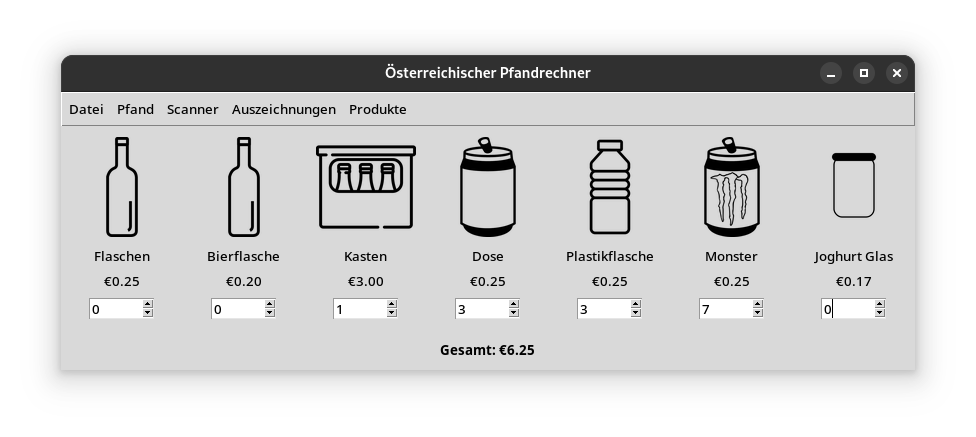 Österreichischer Pfandrechner
Datei Pfand Scanner Auszeichnungen Produkte
Flaschen Bierflasche Kasten Dose Plastikflasche Monster Joghurt Glas
€0.25 €0.20 €3.00 €0.25 €0.25 €0.25 €0.17
0 0 1 3 3 7 0
Gesamt: €6.25